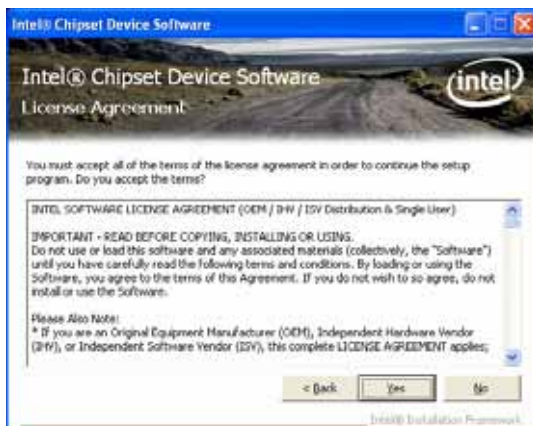 Intel® Chipset Device Software
Intel® Chipset Device Software
License Agreement
intel
You must accept all of the terms of the license agreement in order to continue the setup
program. Do you accept the terms?
INTEL SOFTWARE LICENSE AGREEMENT (OEM / IHV / ISV Distribution & Single User)
IMPORTANT - READ BEFORE COPYING, INSTALLING OR USING.
Do not use or load this software and any associated materials (collectively, the "Software")
until you have carefully read the following terms and conditions. By loading or using the
Software, you agree to the terms of this Agreement. If you do not wish to so agree, do not
install or use the Software.
Please Also Note:
* If you are an Original Equipment Manufacturer (OEM), Independent Hardware Vendor
(IHV), or Independent Software Vendor (ISV), this complete LICENSE AGREEMENT applies;
< Back
Yes
No
Intel® Installation Framework